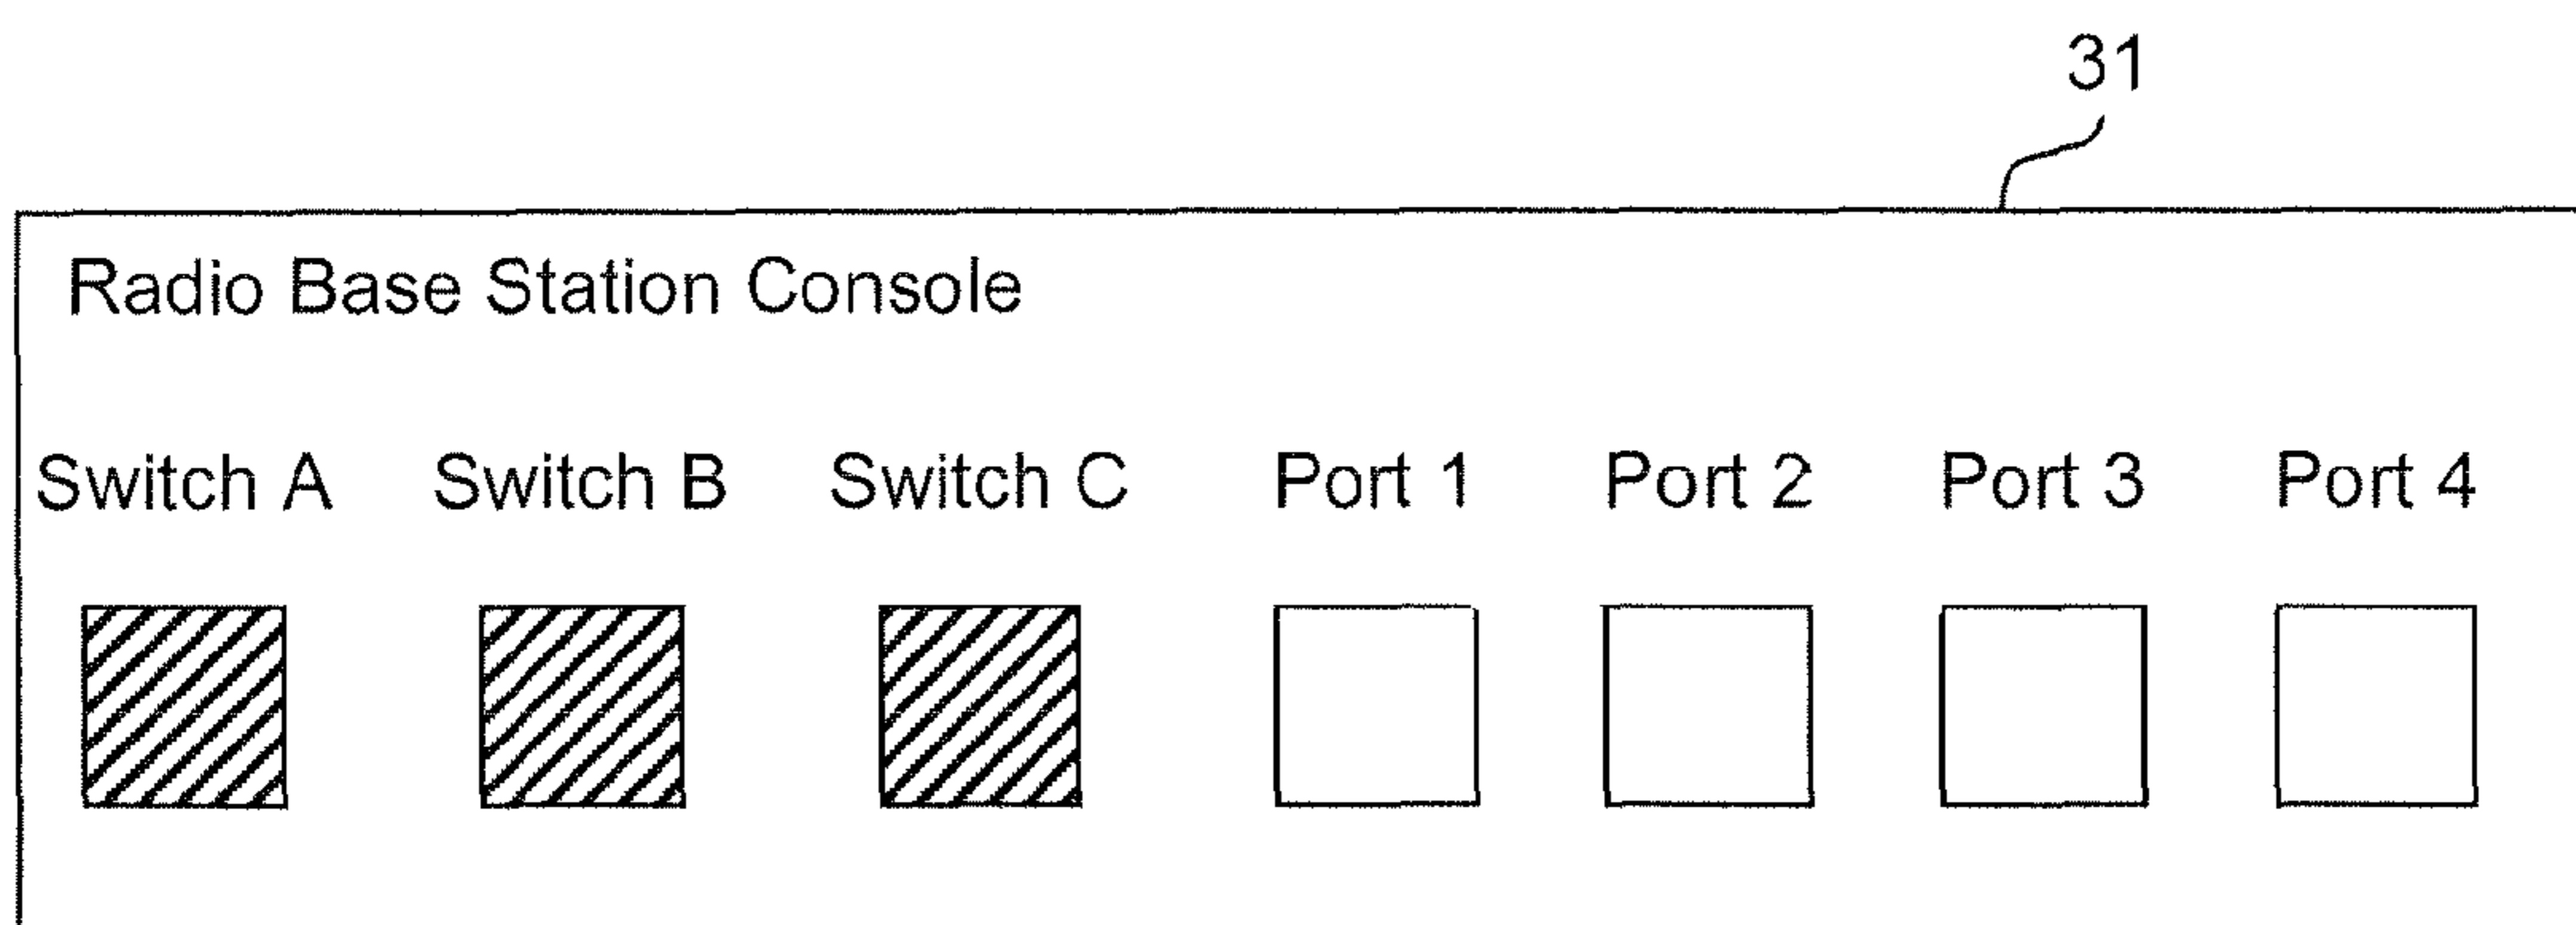 31
Radio Base Station Console
Switch A Switch B Switch C Port 1 Port 2 Port 3 Port 4